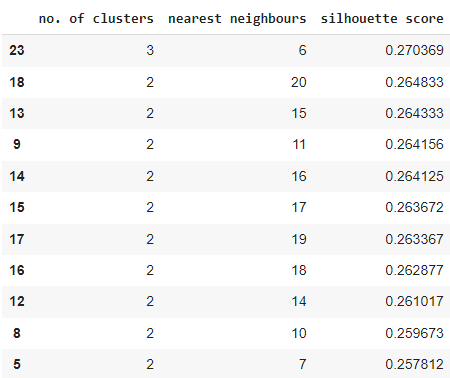 no. of clusters nearest neighbours silhouette score
23 3 6 0.270369
18 2 20 0.264833
13 2 15 0.264333
9 2 11 0.264156
14 2 16 0.264125
15 2 17 0.263672
17 2 19 0.263367
16 2 18 0.262877
12 2 14 0.261017
8 2 10 0.259673
5 2 7 0.257812